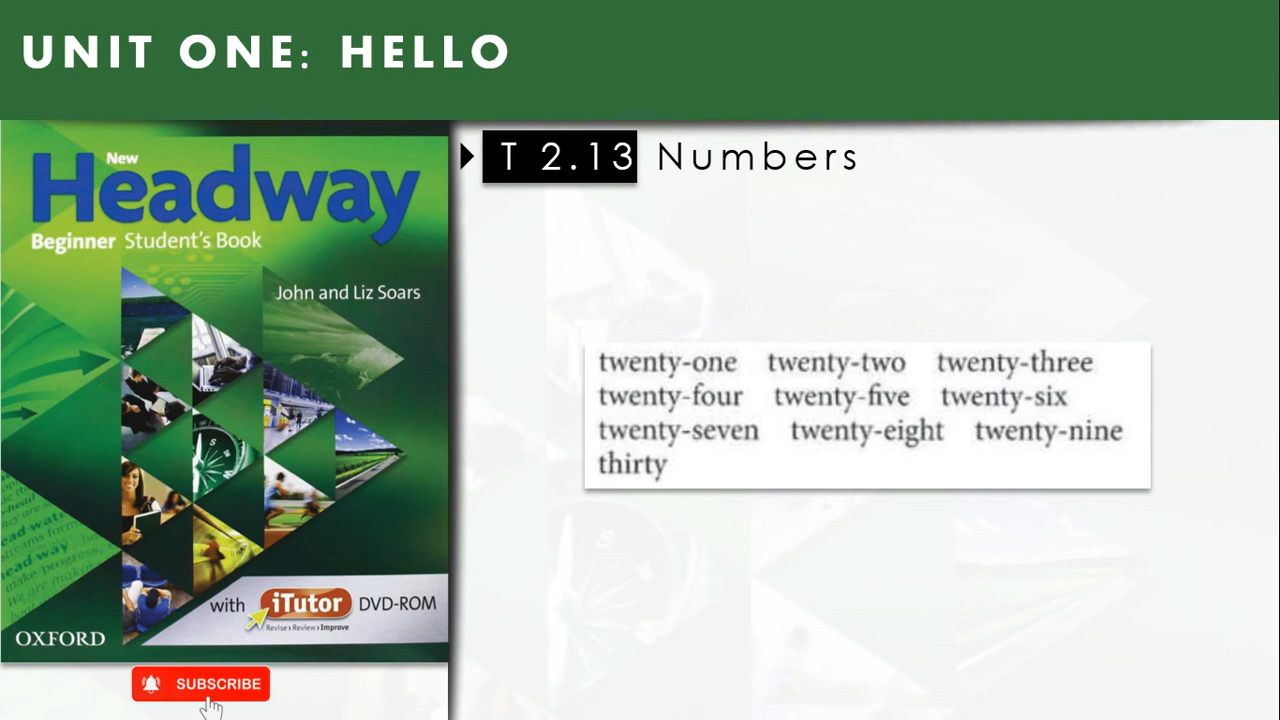 UNIT ONE: HELLO
New
Headway
Beginner Student's Book
John and Liz Soars
with iTutor DVD-ROM
Revise › Review › Improve
OXFORD
SUBSCRIBE
T 2.13 Numbers
twenty-one twenty-two twenty-three
twenty-four twenty-five twenty-six
twenty-seven twenty-eight twenty-nine
thirty